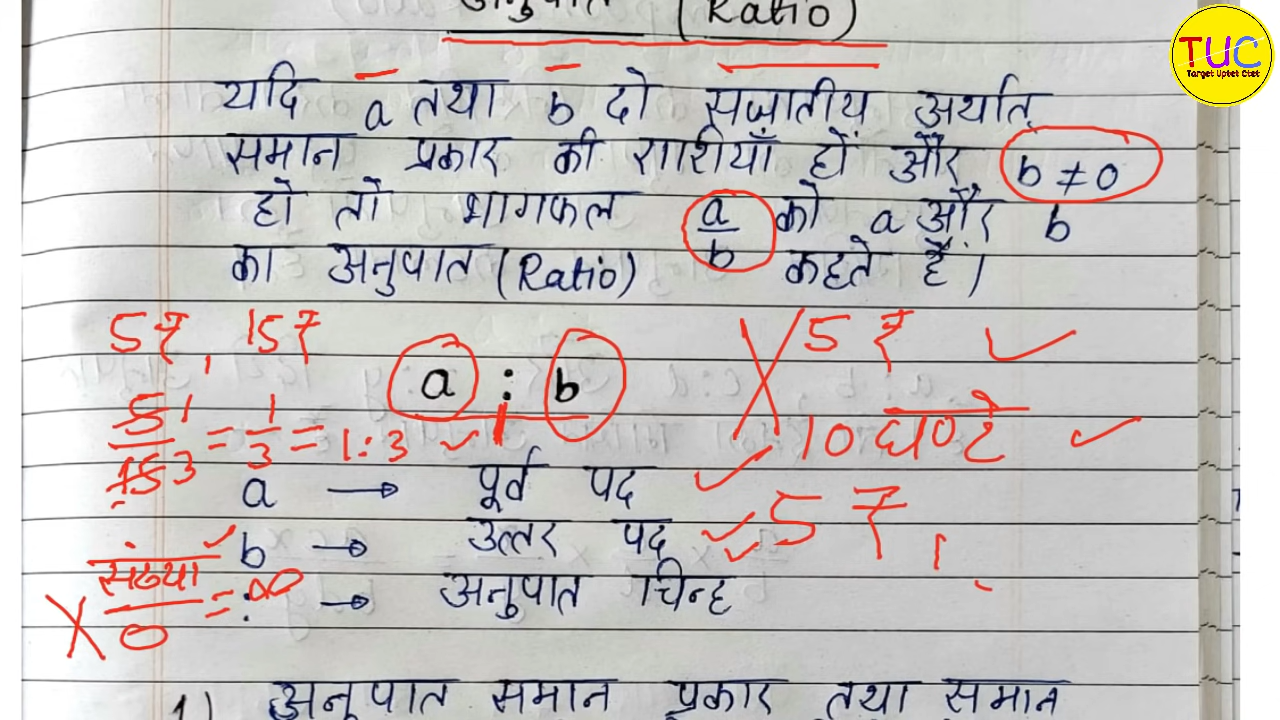 अनुपात (Ratio)
TUC
Target Uptet Ctet
यदि a तथा b दो सजातीय अर्थात्
समान प्रकार की राशियाँ हों और b ≠ 0
हो तो भागफल a/b को a और b
का अनुपात (Ratio) कहते हैं।
5₹, 15₹
5₹
a : b
5/15 = 1/3 = 1:3
10 घण्टे
a → पूर्व पद
5₹,
b → उत्तर पद
संख्या/0 = ∞
: → अनुपात चिन्ह
1) अनुपात समान प्रकार तथा समान